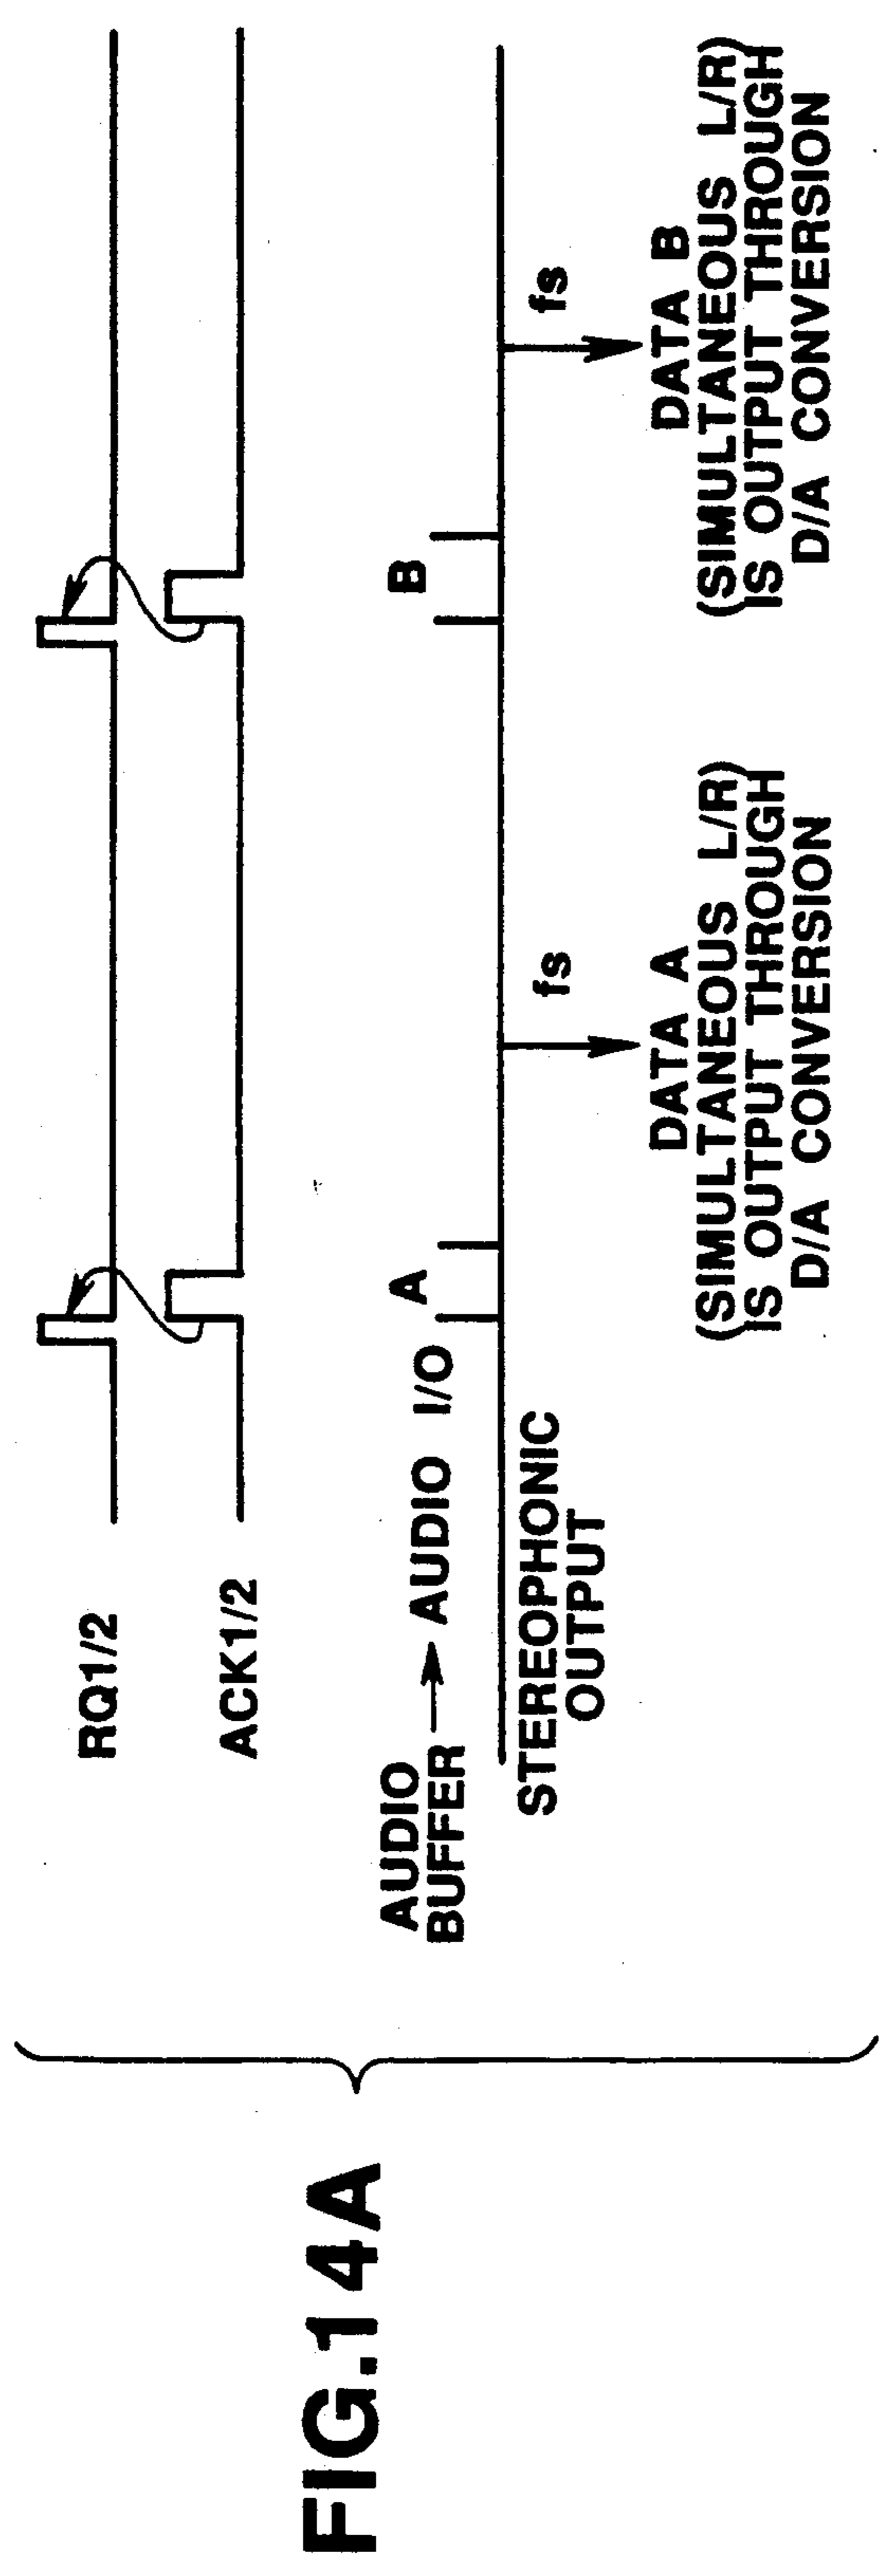 FIG.14A
RQ1/2
ACK1/2
AUDIO
BUFFER → AUDIO I/O
A
B
STEREOPHONIC
OUTPUT
fs
fs
DATA A
(SIMULTANEOUS L/R)
IS OUTPUT THROUGH
D/A CONVERSION
DATA B
(SIMULTANEOUS L/R)
IS OUTPUT THROUGH
D/A CONVERSION